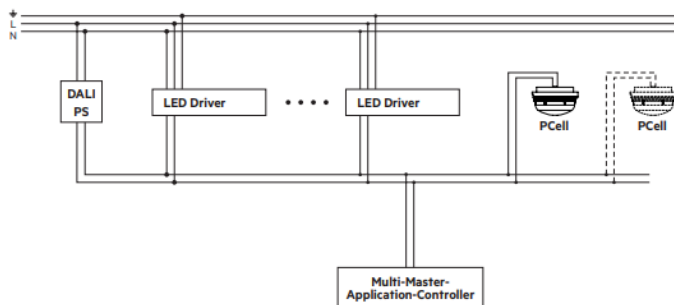 L
N
DALI
PS
LED Driver
LED Driver
PCell
PCell
Multi-Master-
Application-Controller